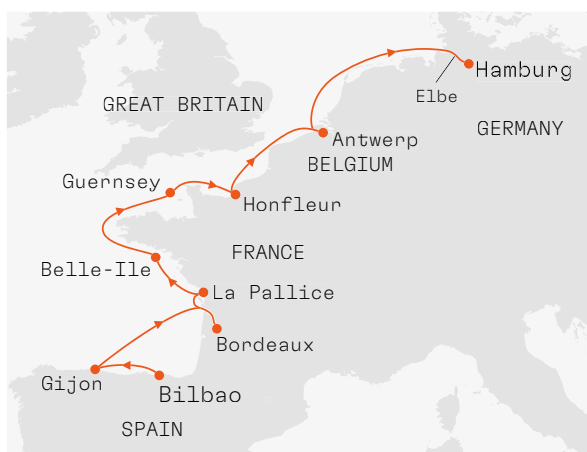 Hamburg
Elbe
GREAT BRITAIN
GERMANY
Antwerp
BELGIUM
Guernsey
Honfleur
FRANCE
Belle-Ile
La Pallice
Bordeaux
Gijon
Bilbao
SPAIN